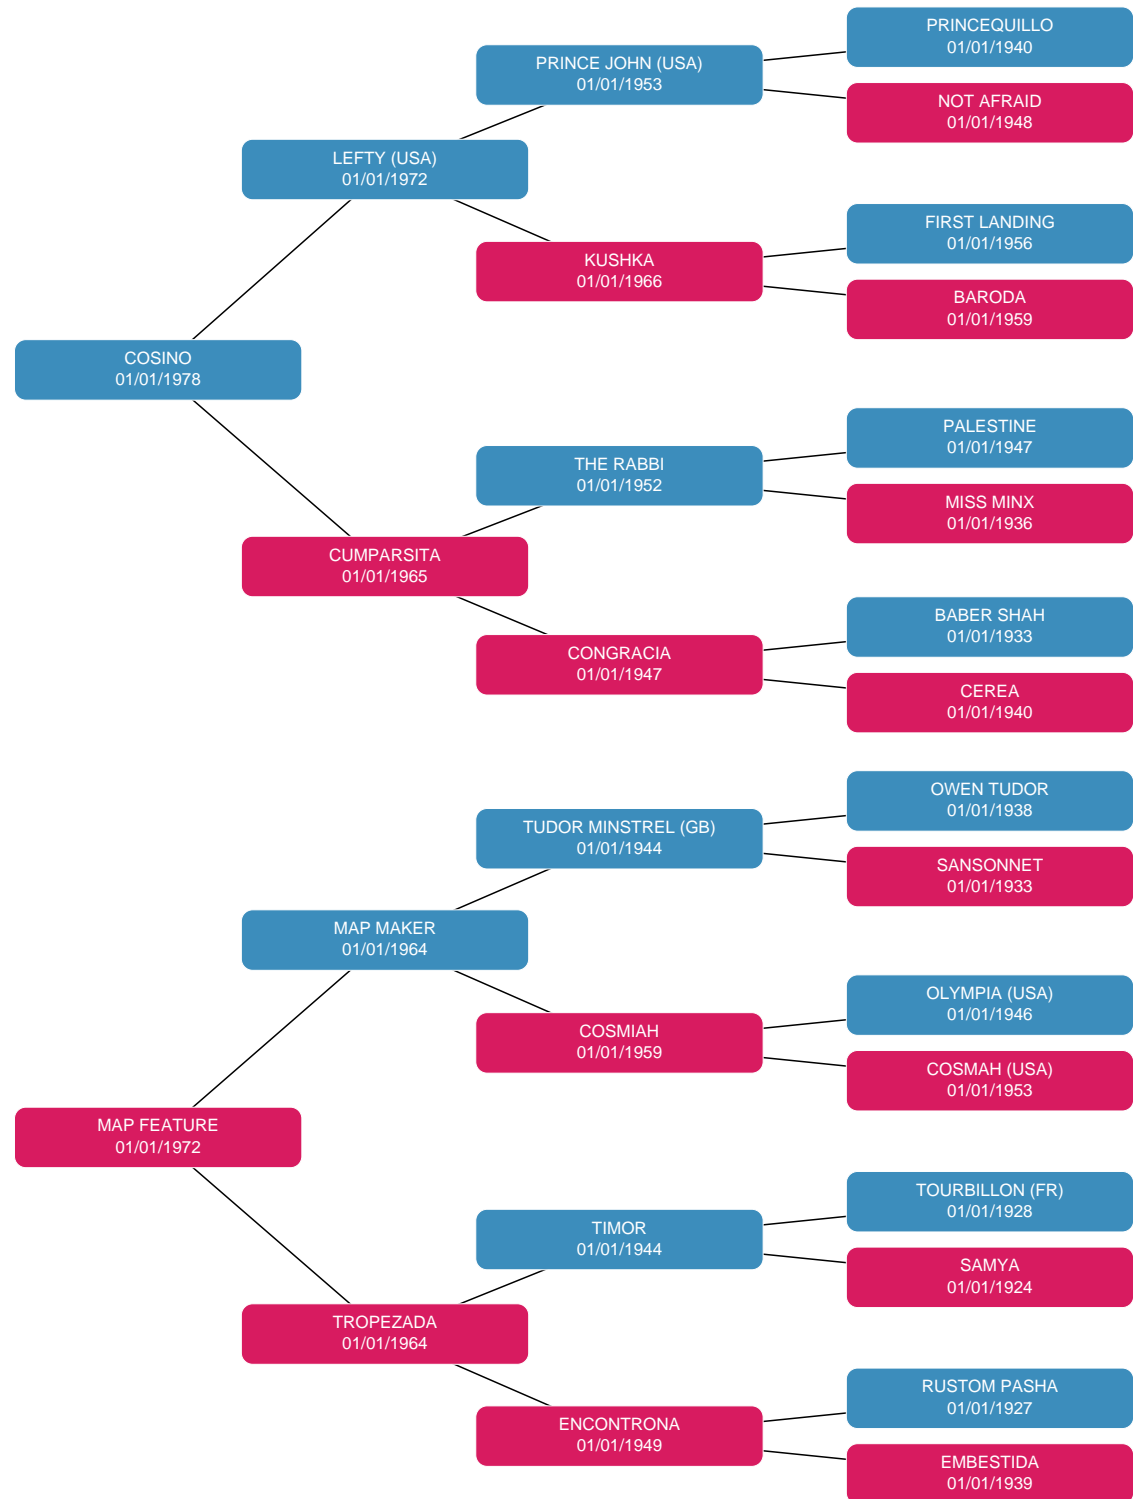 PRINCEQUILLO
01/01/1940
PRINCE JOHN (USA)
01/01/1953
NOT AFRAID
01/01/1948
LEFTY (USA)
01/01/1972
FIRST LANDING
01/01/1956
KUSHKA
01/01/1966
BARODA
01/01/1959
COSINO
01/01/1978
PALESTINE
01/01/1947
THE RABBI
01/01/1952
MISS MINX
01/01/1936
CUMPARSITA
01/01/1965
BABER SHAH
01/01/1933
CONGRACIA
01/01/1947
CEREA
01/01/1940
OWEN TUDOR
01/01/1938
TUDOR MINSTREL (GB)
01/01/1944
SANSONNET
01/01/1933
MAP MAKER
01/01/1964
OLYMPIA (USA)
01/01/1946
COSMIAH
01/01/1959
COSMAH (USA)
01/01/1953
MAP FEATURE
01/01/1972
TOURBILLON (FR)
01/01/1928
TIMOR
01/01/1944
SAMYA
01/01/1924
TROPEZADA
01/01/1964
RUSTOM PASHA
01/01/1927
ENCONTRONA
01/01/1949
EMBESTIDA
01/01/1939